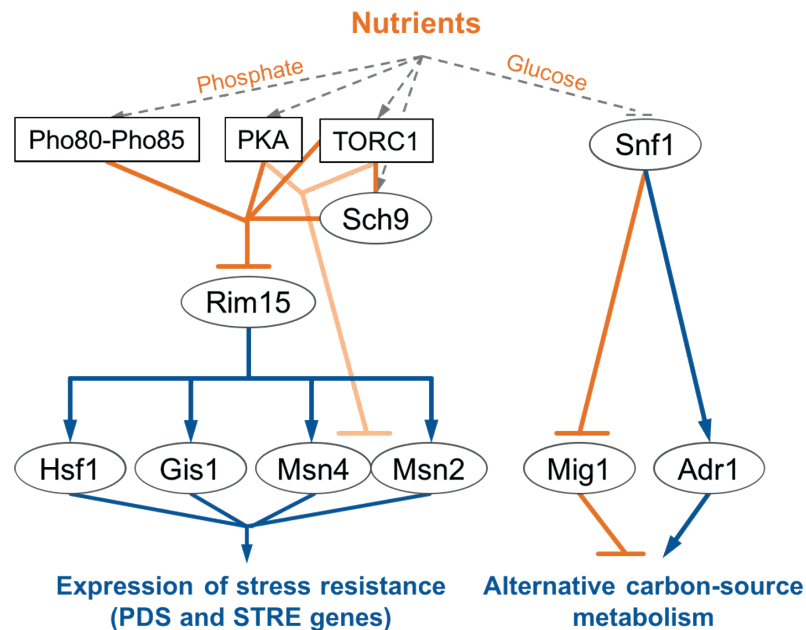 Nutrients
Phosphate
Glucose
Pho80-Pho85
PKA
TORC1
Snf1
Sch9
Rim15
Hsf1
Gis1
Msn4
Msn2
Mig1
Adr1
Expression of stress resistance
(PDS and STRE genes)
Alternative carbon-source
metabolism